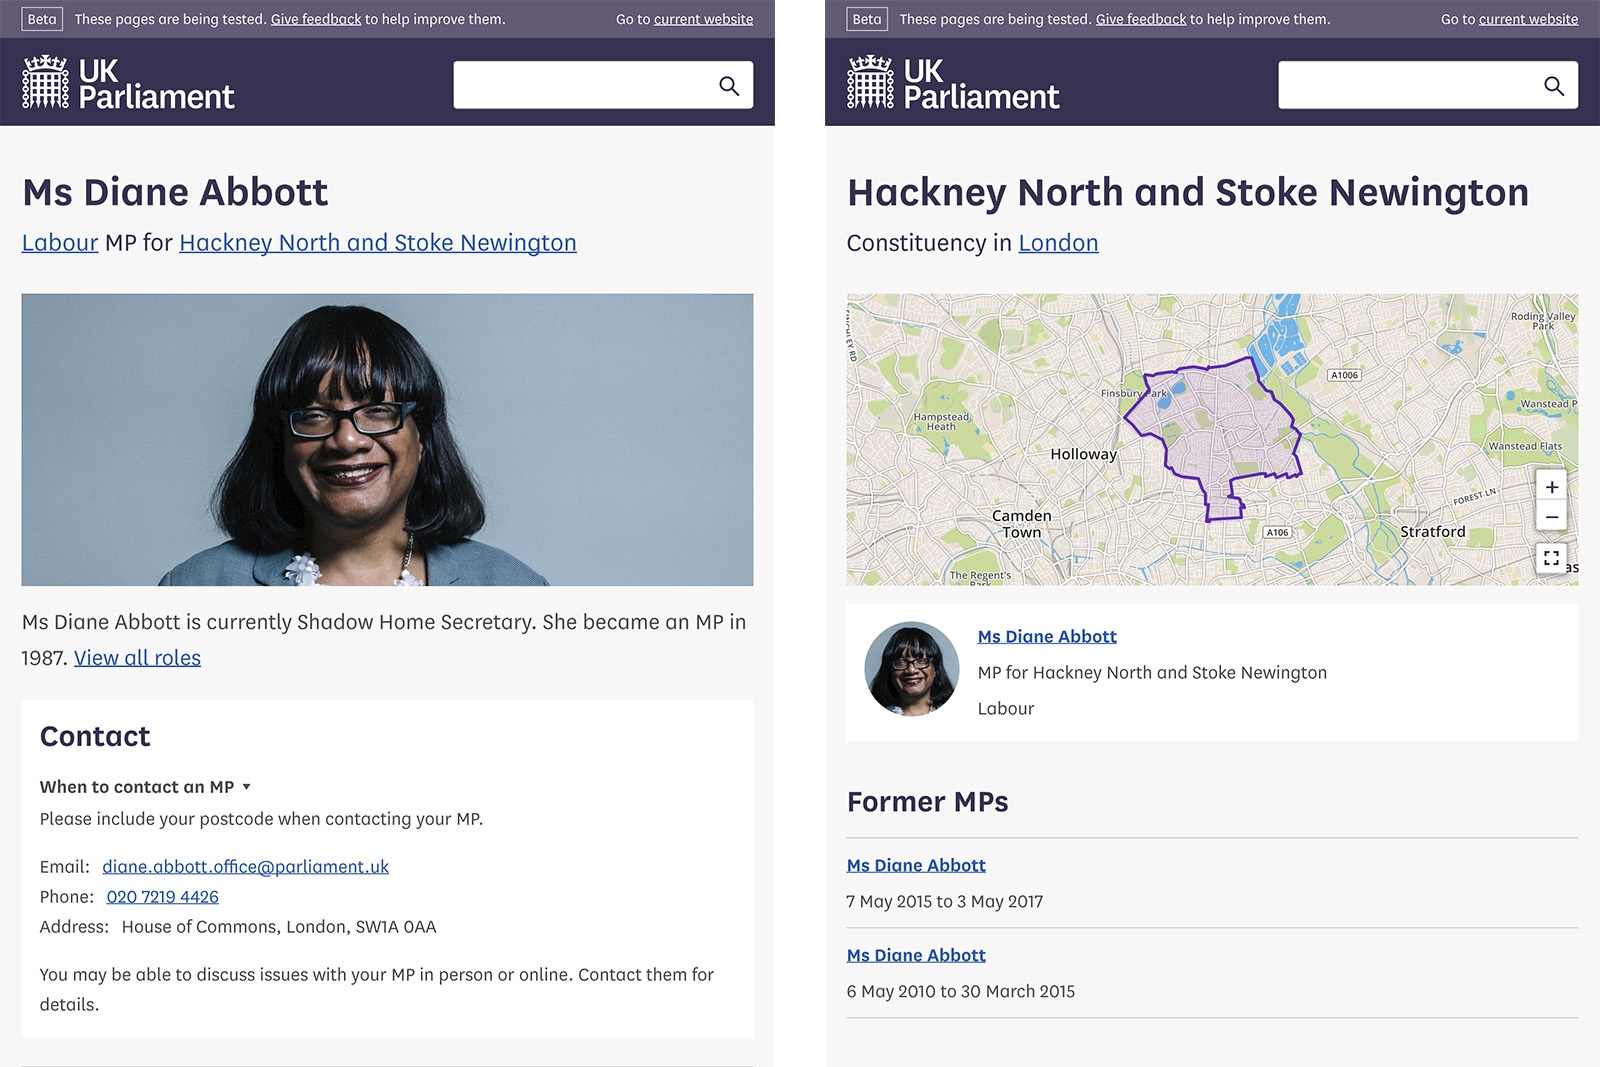 Beta These pages are being tested. Give feedback to help improve them. Go to current website
UK
Parliament
Ms Diane Abbott
Labour MP for Hackney North and Stoke Newington
Ms Diane Abbott is currently Shadow Home Secretary. She became an MP in
1987. View all roles
Contact
When to contact an MP
Please include your postcode when contacting your MP.
Email: diane.abbott.office@parliament.uk
Phone: 020 7219 4426
Address: House of Commons, London, SW1A 0AA
You may be able to discuss issues with your MP in person or online. Contact them for
details.
Beta These pages are being tested. Give feedback to help improve them. Go to current website
UK
Parliament
Hackney North and Stoke Newington
Constituency in London
Roding Valley
Park
A1006
Finsbury Park
Wanstead P
Hampstead
Heath
Wanstead Flats
Holloway
FOREST LN
Camden
Town
A106
Stratford
The Regent's
Park
Ms Diane Abbott
MP for Hackney North and Stoke Newington
Labour
Former MPs
Ms Diane Abbott
7 May 2015 to 3 May 2017
Ms Diane Abbott
6 May 2010 to 30 March 2015